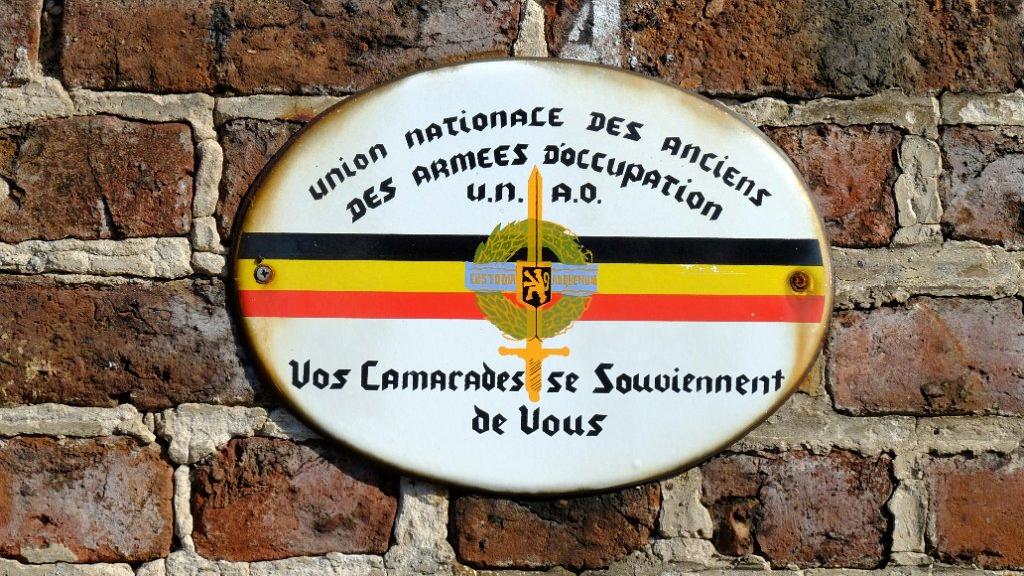 union nationaLE DES anciens
DES ARMEES D'OCCUPATION
u.n. A.O.
Vos Camarades se Souviennent
de Vous